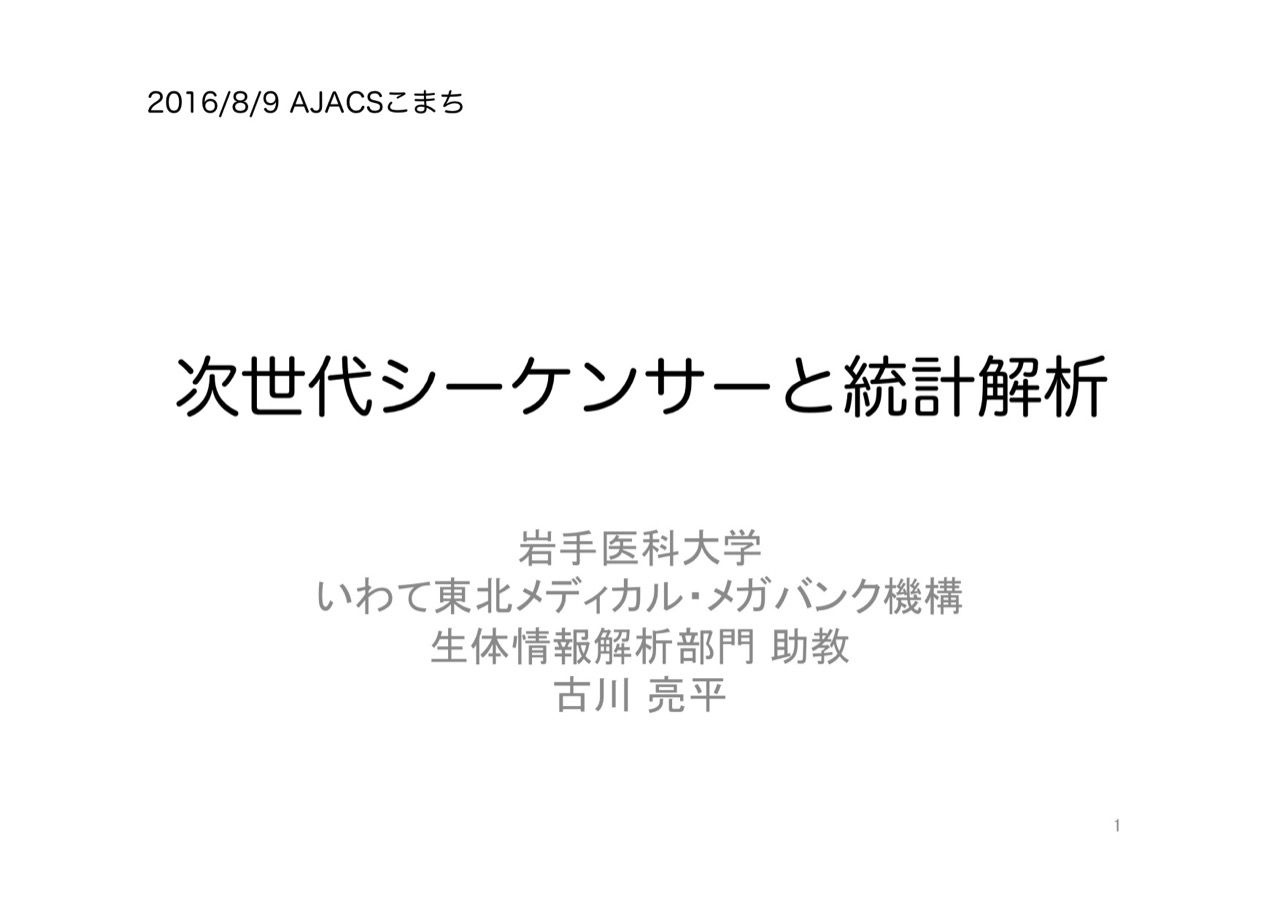 2016/8/9 AJACSこまち
次世代シーケンサーと統計解析
岩手医科大学
いわて東北メディカル・メガバンク機構
生体情報解析部門 助教
古川 亮平
1